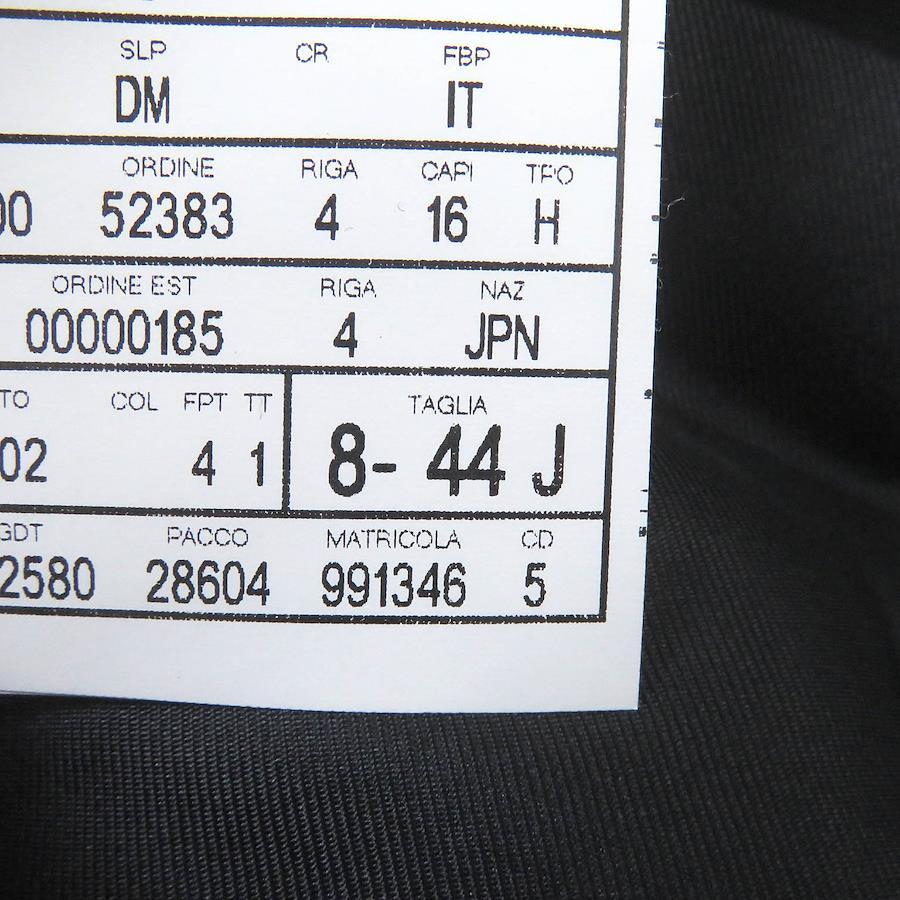 SLP CR FBP
DM IT
ORDINE RIGA CAPI TPO
00 52383 4 16 H
ORDINE EST RIGA NAZ
00000185 4 JPN
TO COL FPT TT TAGLIA
02 4 1 8- 44 J
GDT PACCO MATRICOLA CD
2580 28604 991346 5